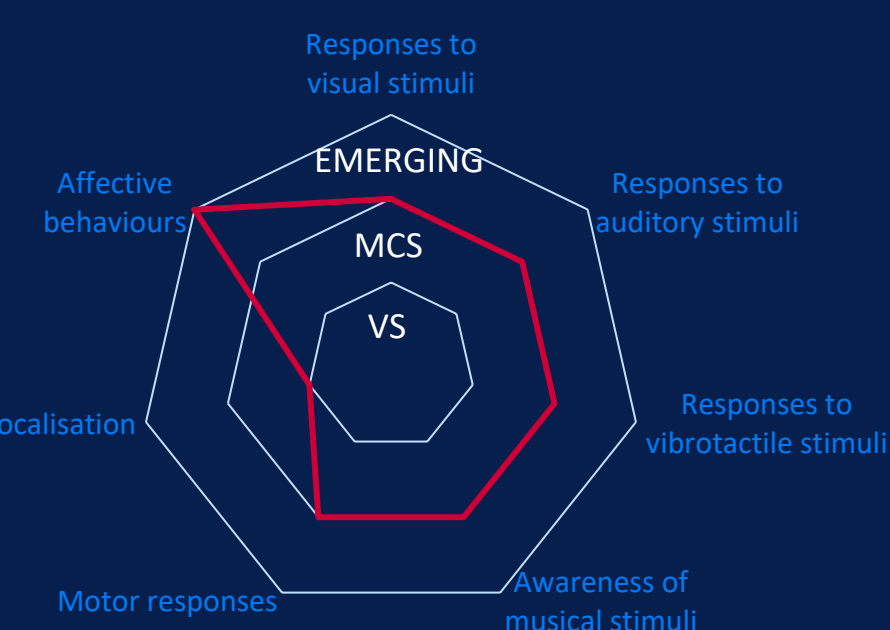 Responses to
visual stimuli
EMERGING
Affective
behaviours
Responses to
auditory stimuli
MCS
VS
ocalisation
Responses to
vibrotactile stimuli
Motor responses
Awareness of
musical stimuli